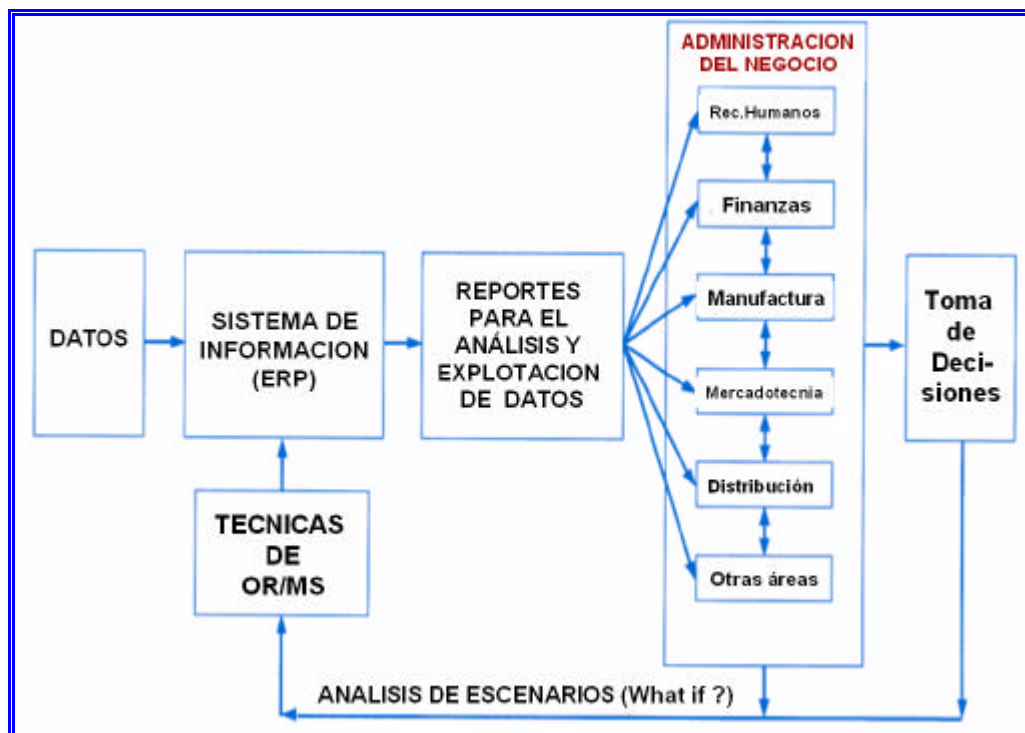 ADMINISTRACION
DEL NEGOCIO
Rec.Humanos
Finanzas
Manufactura
Mercadotecnia
Distribución
Otras áreas
DATOS
SISTEMA DE
INFORMACION
(ERP)
REPORTES
PARA EL
ANÁLISIS Y
EXPLOTACION
DE DATOS
Toma
de
Deci-
siones
TECNICAS
DE
OR/MS
ANALISIS DE ESCENARIOS (What if ?)